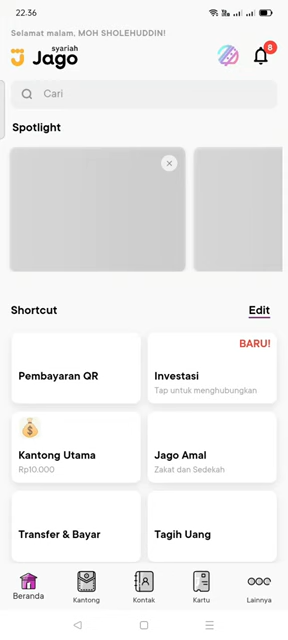 22.36
Selamat malam, MOH SHOLEHUDDIN!
syariah
Jago
8
Cari
Spotlight
Shortcut
Edit
Pembayaran QR
BARU!
Investasi
Tap untuk menghubungkan
Kantong Utama
Rp10.000
Jago Amal
Zakat dan Sedekah
Transfer & Bayar
Tagih Uang
Beranda
Kantong
Kontak
Kartu
Lainnya